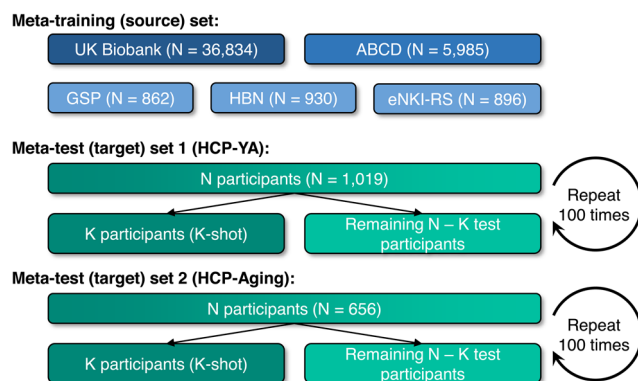 Meta-training (source) set:
UK Biobank (N = 36,834)
ABCD (N = 5,985)
GSP (N = 862)
HBN (N = 930)
eNKI-RS (N = 896)
Meta-test (target) set 1 (HCP-YA):
N participants (N = 1,019)
Repeat
100 times
K participants (K-shot)
Remaining N – K test
participants
Meta-test (target) set 2 (HCP-Aging):
N participants (N = 656)
Repeat
100 times
K participants (K-shot)
Remaining N – K test
participants